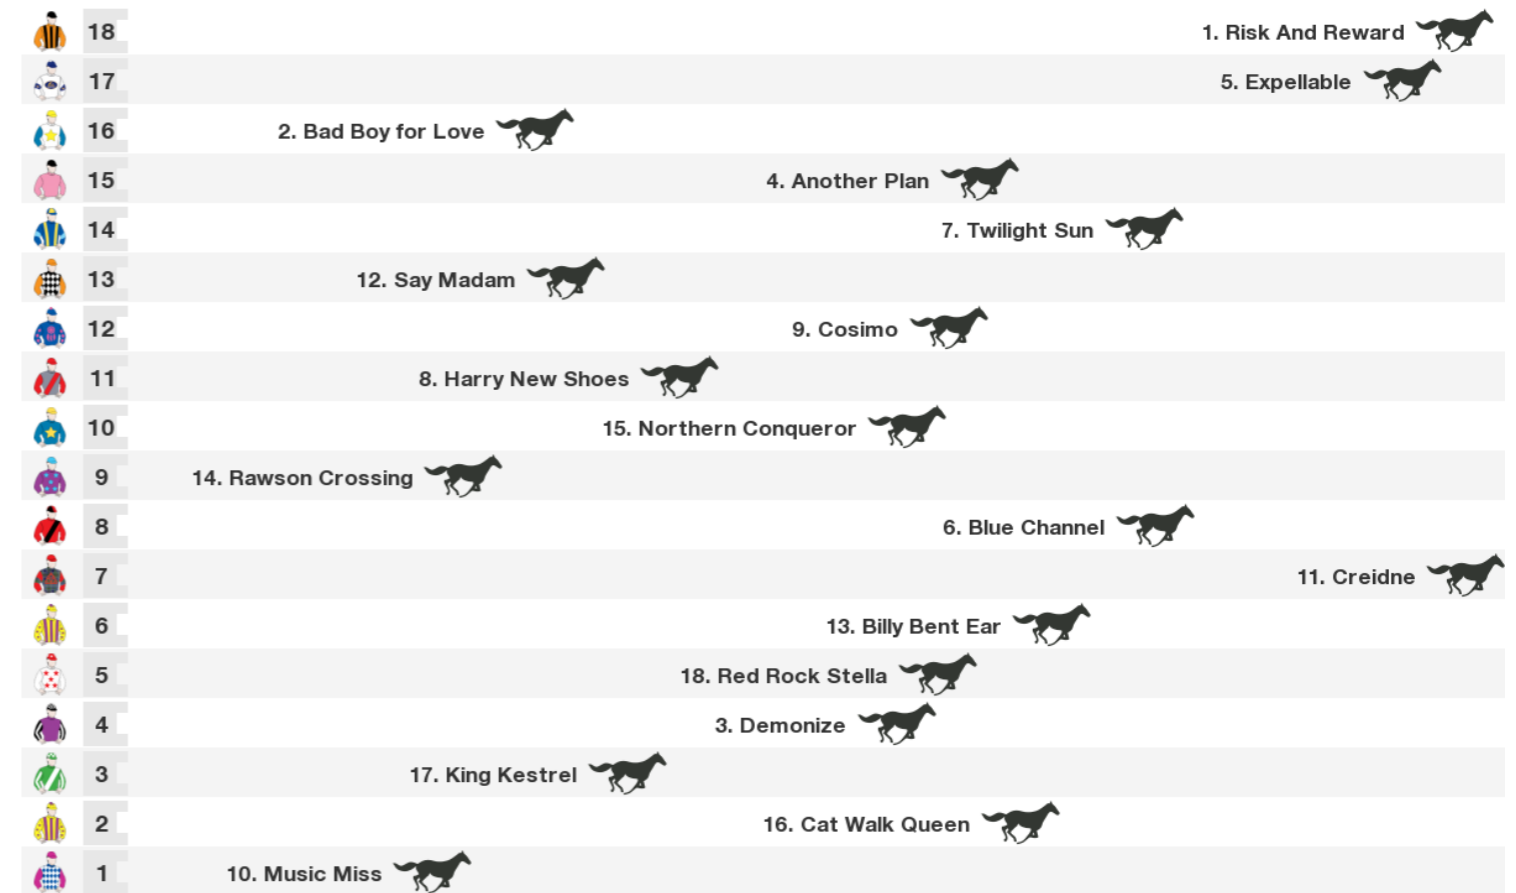 18 1. Risk And Reward
17 5. Expellable
16 2. Bad Boy for Love
15 4. Another Plan
14 7. Twilight Sun
13 12. Say Madam
12 9. Cosimo
11 8. Harry New Shoes
10 15. Northern Conqueror
9 14. Rawson Crossing
8 6. Blue Channel
7 11. Creidne
6 13. Billy Bent Ear
5 18. Red Rock Stella
4 3. Demonize
3 17. King Kestrel
2 16. Cat Walk Queen
1 10. Music Miss